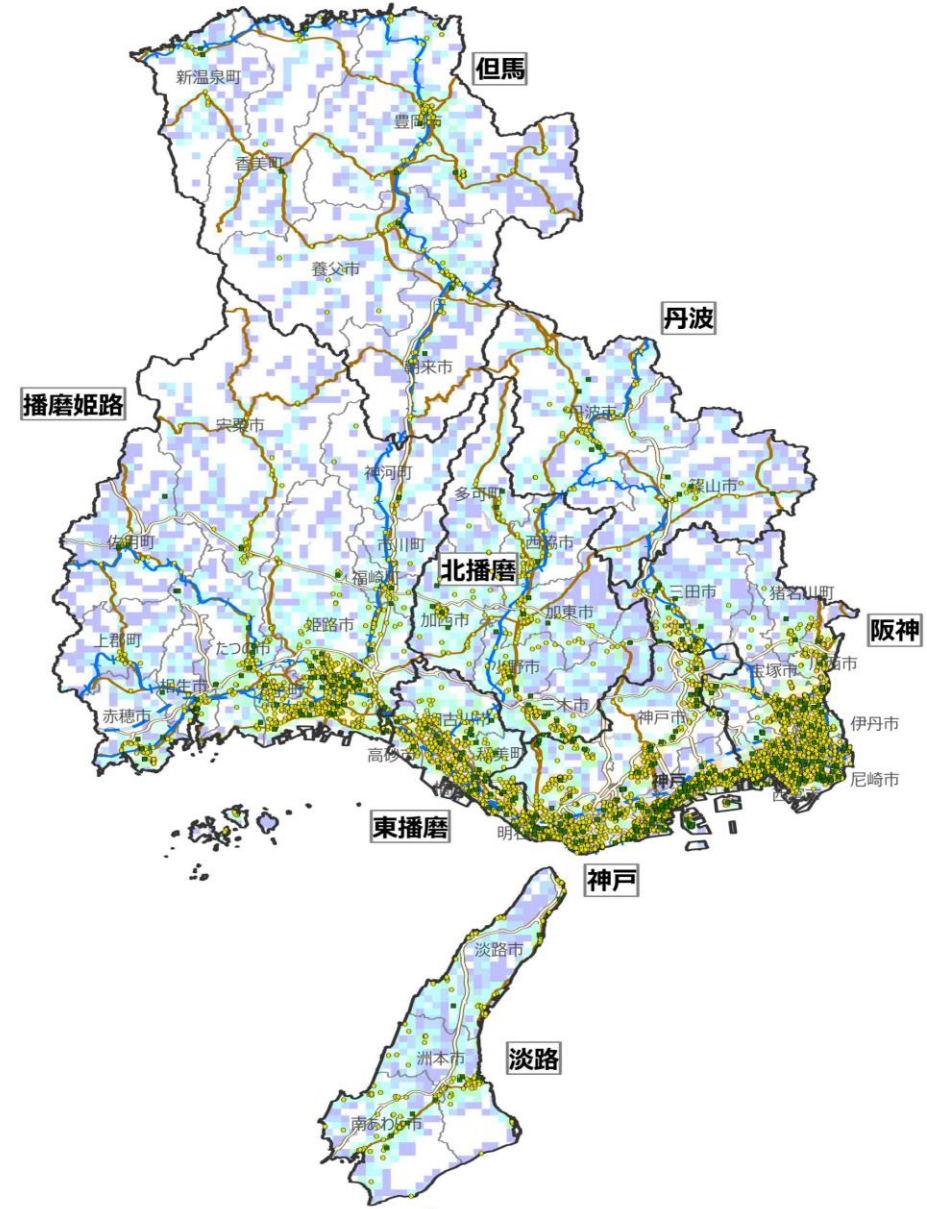 但馬
新温泉町
豊岡市
香美町
養父市
丹波
朝来市
播磨姫路
宍粟市
丹波市
神河町
多可町
篠山市
佐用町
市川町
西脇市
北播磨
福崎町
三田市
猪名川町
加西市
加東市
姫路市
阪神
上郡町
たつの市
小野市
宝塚市
川西市
相生市
三木市
赤穂市
神戸市
伊丹市
高砂市
神戸
尼崎市
東播磨
神戸
淡路市
洲本市
淡路
南あわじ市